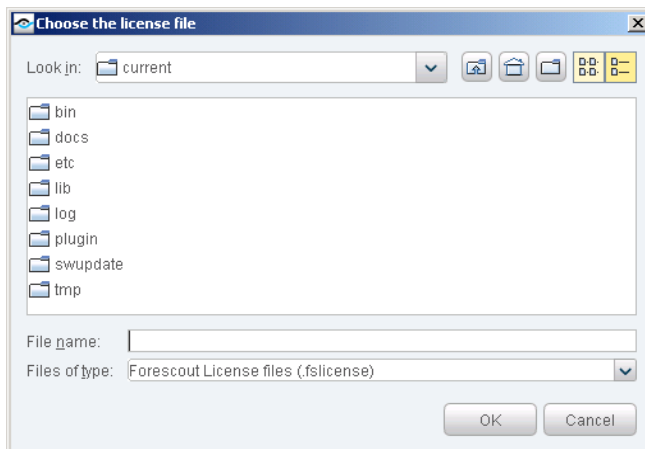 Choose the license file
Look in: current
bin
docs
etc
lib
log
plugin
swupdate
tmp
File name:
Files of type: Forescout License files (.fslicense)
OK Cancel